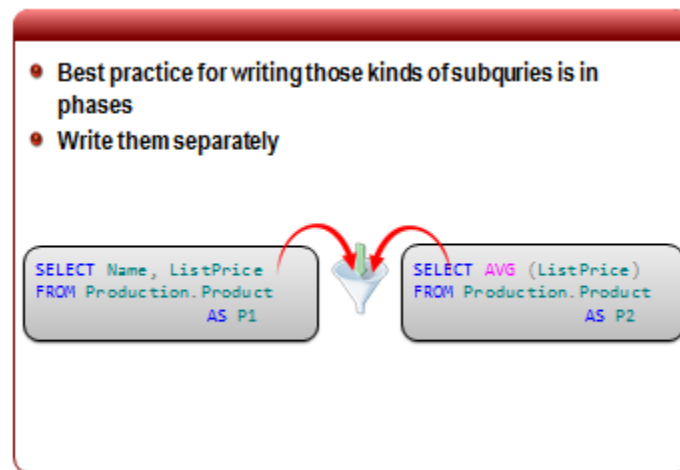 Best practice for writing those kinds of subquries is in
phases
Write them separately
SELECT Name, ListPrice
FROM Production.Product
AS P1
SELECT AVG (ListPrice)
FROM Production.Product
AS P2